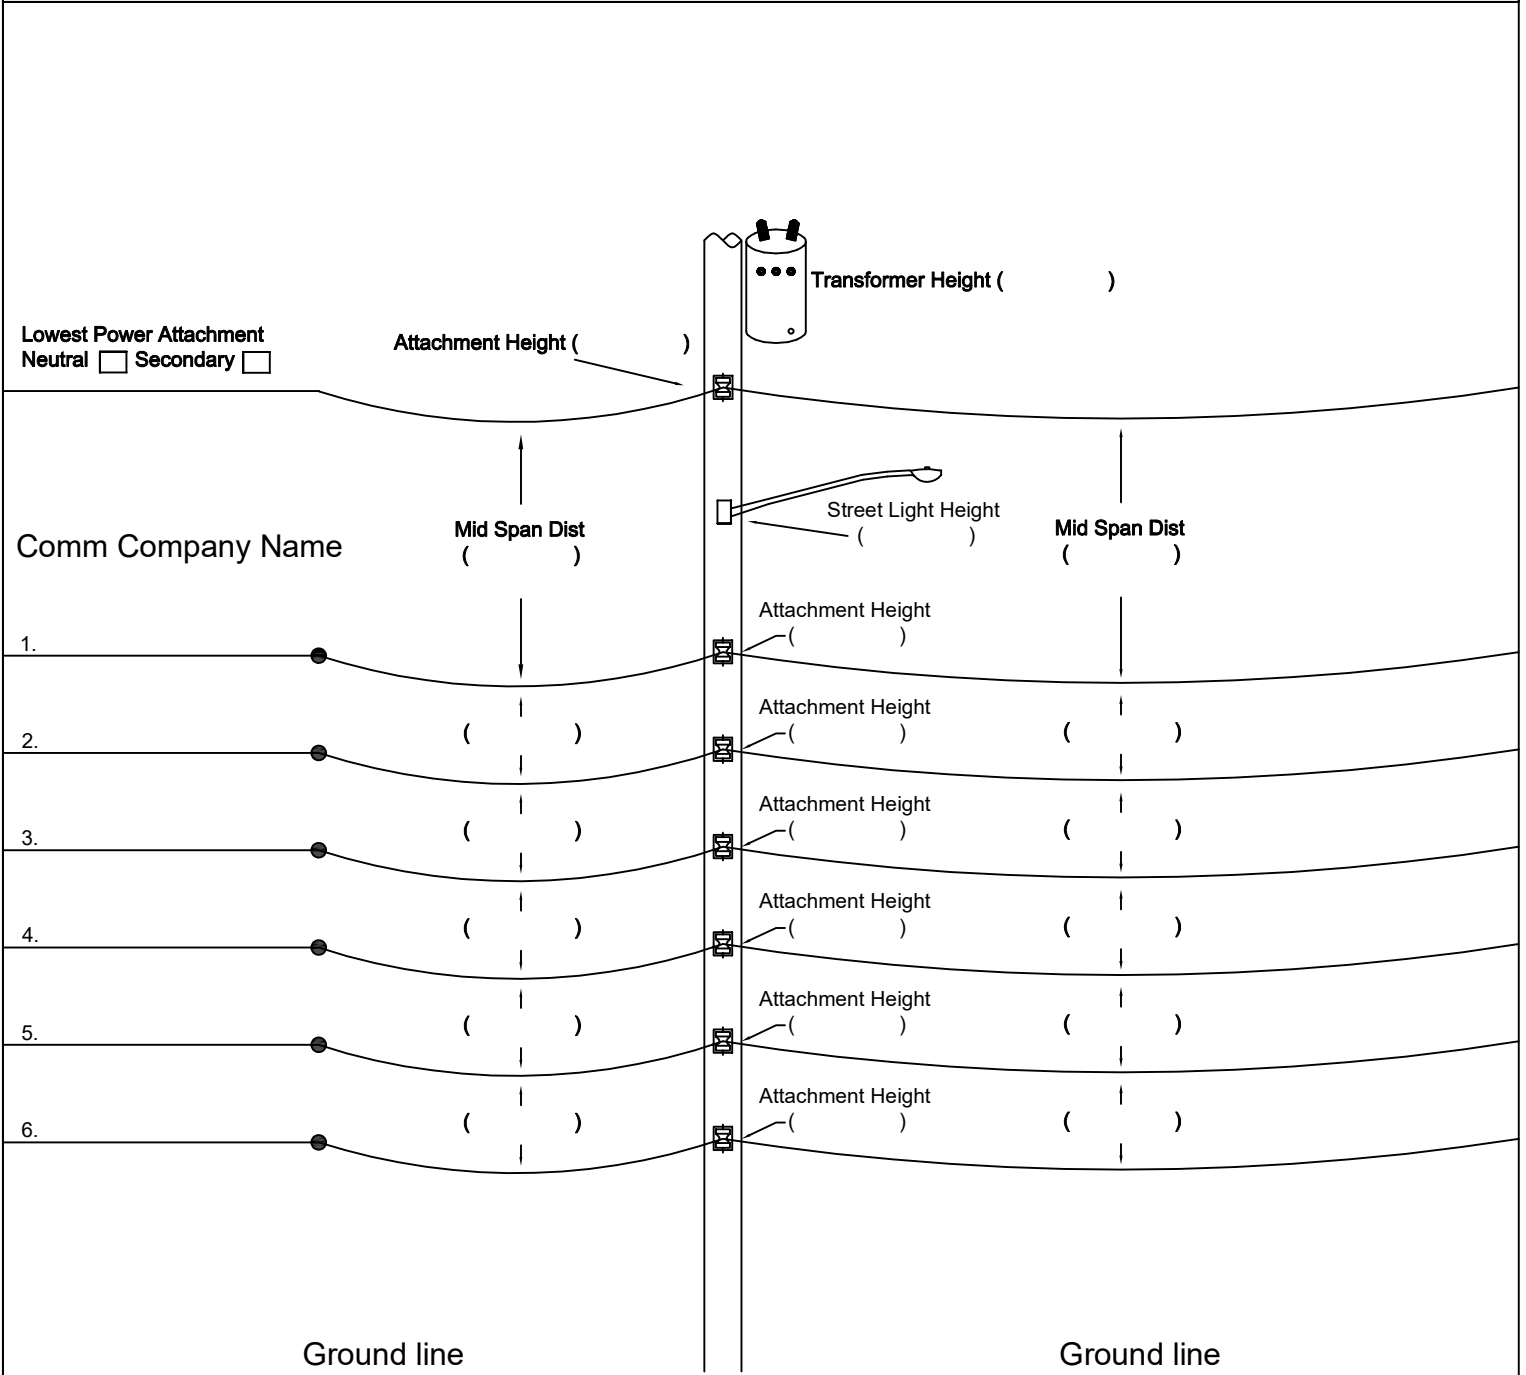 Transformer Height ( )
Lowest Power Attachment
Neutral Secondary
Attachment Height ( )
Street Light Height
( )
Mid Span Dist
( )
Mid Span Dist
( )
Comm Company Name
Attachment Height
( )
1.
Attachment Height
( )
( )
( )
2.
Attachment Height
( )
( )
( )
3.
Attachment Height
( )
( )
( )
4.
Attachment Height
( )
( )
( )
5.
Attachment Height
( )
( )
( )
6.
Ground line
Ground line